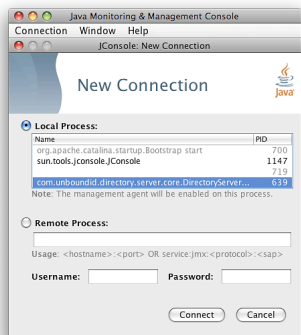 Java Monitoring & Management Console
Connection Window Help
JConsole: New Connection
New Connection
Java
Local Process:
Name PID
org.apache.catalina.startup.Bootstrap start 700
sun.tools.jconsole.JConsole 1147
719
com.unboundid.directory.server.core.DirectoryServer... 639
Note: The management agent will be enabled on this process.
Remote Process:
Usage: <hostname>:<port> OR service:jmx:<protocol>:<sap>
Username: Password:
Connect Cancel